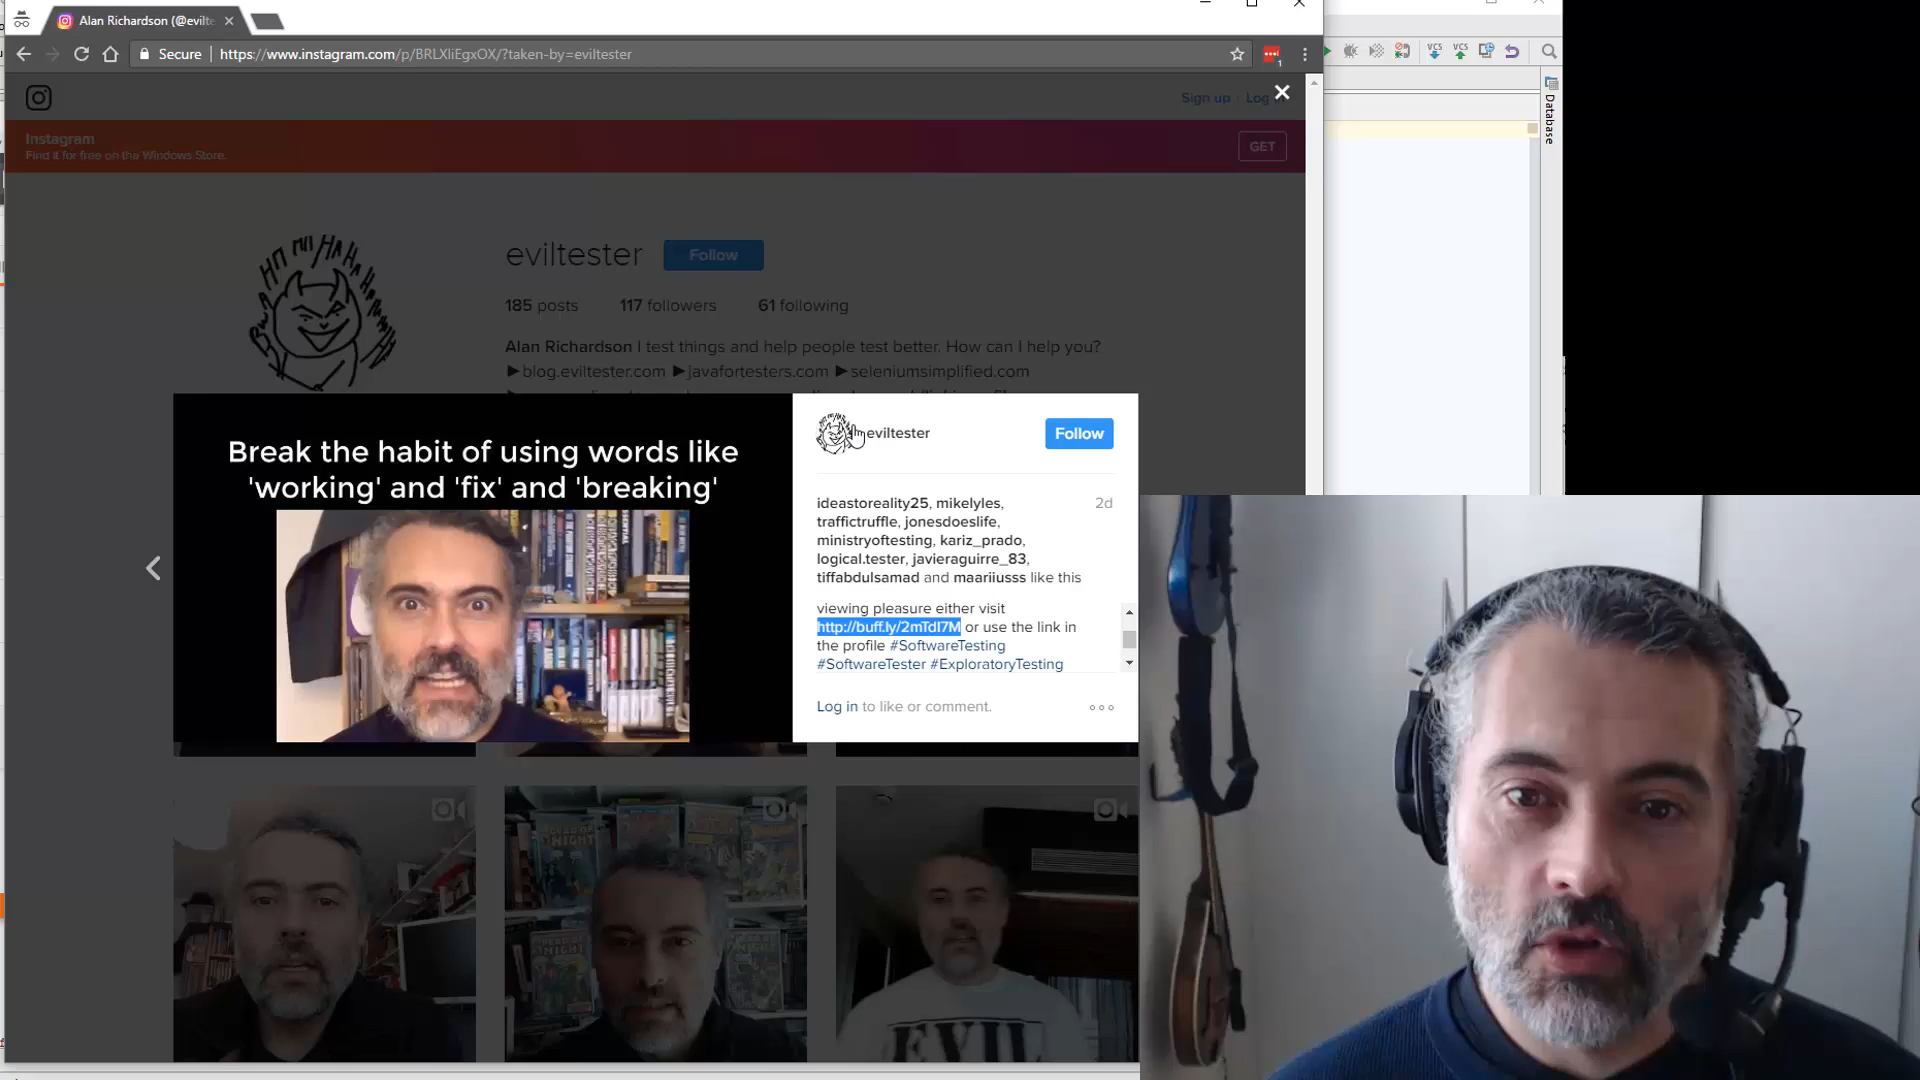 Alan Richardson (@evilte
Secure
https://www.instagram.com/p/BRLXliEgxOX/?taken-by=eviltester
1
Sign up
Log
Instagram
Find it for free on the Windows Store.
GET
VCS
VCS
Database
eviltester
Follow
185 posts
117 followers
61 following
Alan Richardson I test things and help people test better. How can I help you?
►blog.eviltester.com ►javafortesters.com ►seleniumsimplified.com
Break the habit of using words like
'working' and 'fix' and 'breaking'
eviltester
Follow
ideastoreality25, mikelyles,
2d
traffictruffle, jonesdoeslife,
ministryoftesting, kariz_prado,
logical.tester, javieraguirre_83,
tiffabdulsamad and maariiusss like this
viewing pleasure either visit
http://buff.ly/2mTdI7M or use the link in
the profile #SoftwareTesting
#SoftwareTester #ExploratoryTesting
Log in to like or comment.